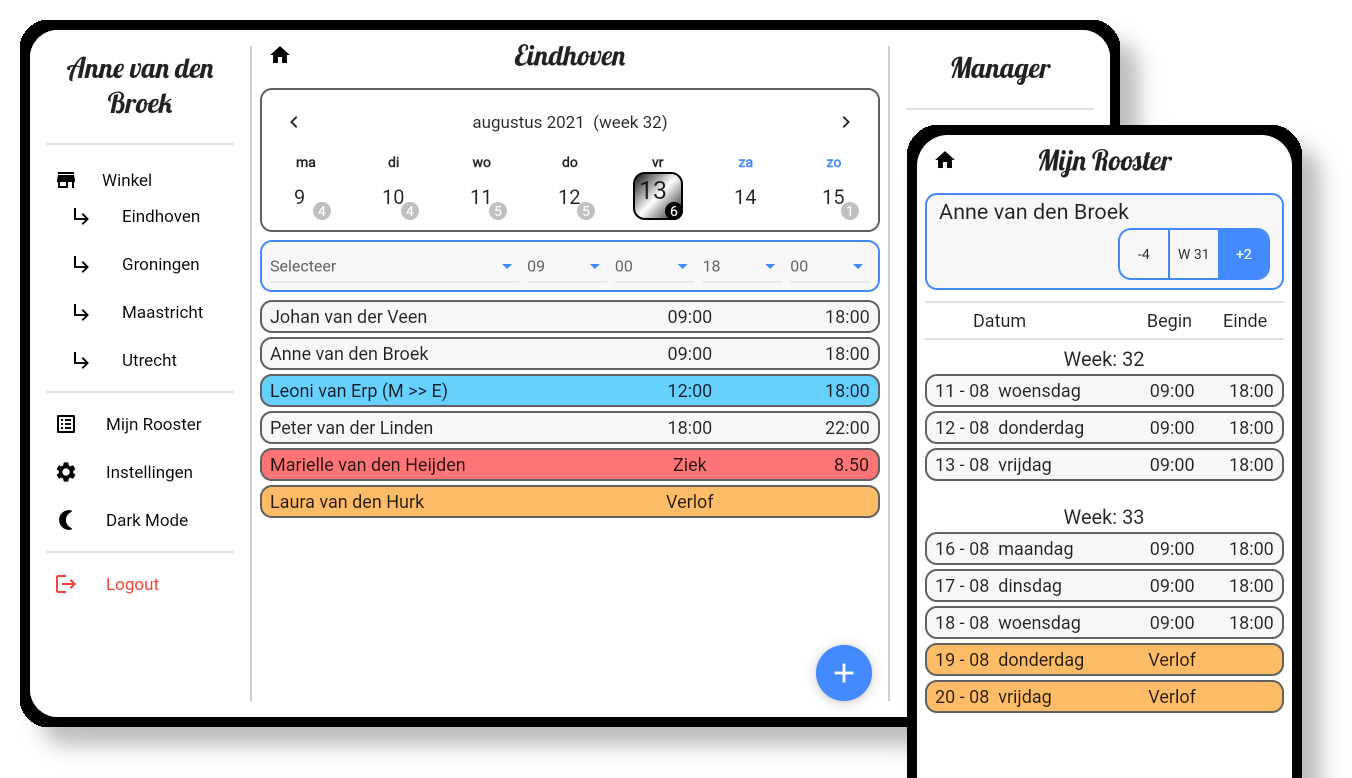 Anne van den
Broek
Winkel
Eindhoven
Groningen
Maastricht
Utrecht
Mijn Rooster
Instellingen
Dark Mode
Logout
Eindhoven
augustus 2021 (week 32)
ma di wo do vr za zo
9 4 10 4 11 5 12 5 13 6 14 15 1
Selecteer 09 00 18 00
Johan van der Veen 09:00 18:00
Anne van den Broek 09:00 18:00
Leoni van Erp (M >> E) 12:00 18:00
Peter van der Linden 18:00 22:00
Marielle van den Heijden Ziek 8.50
Laura van den Hurk Verlof
Manager
Mijn Rooster
Anne van den Broek
-4 W 31 +2
Datum Begin Einde
Week: 32
11 - 08 woensdag 09:00 18:00
12 - 08 donderdag 09:00 18:00
13 - 08 vrijdag 09:00 18:00
Week: 33
16 - 08 maandag 09:00 18:00
17 - 08 dinsdag 09:00 18:00
18 - 08 woensdag 09:00 18:00
19 - 08 donderdag Verlof
20 - 08 vrijdag Verlof